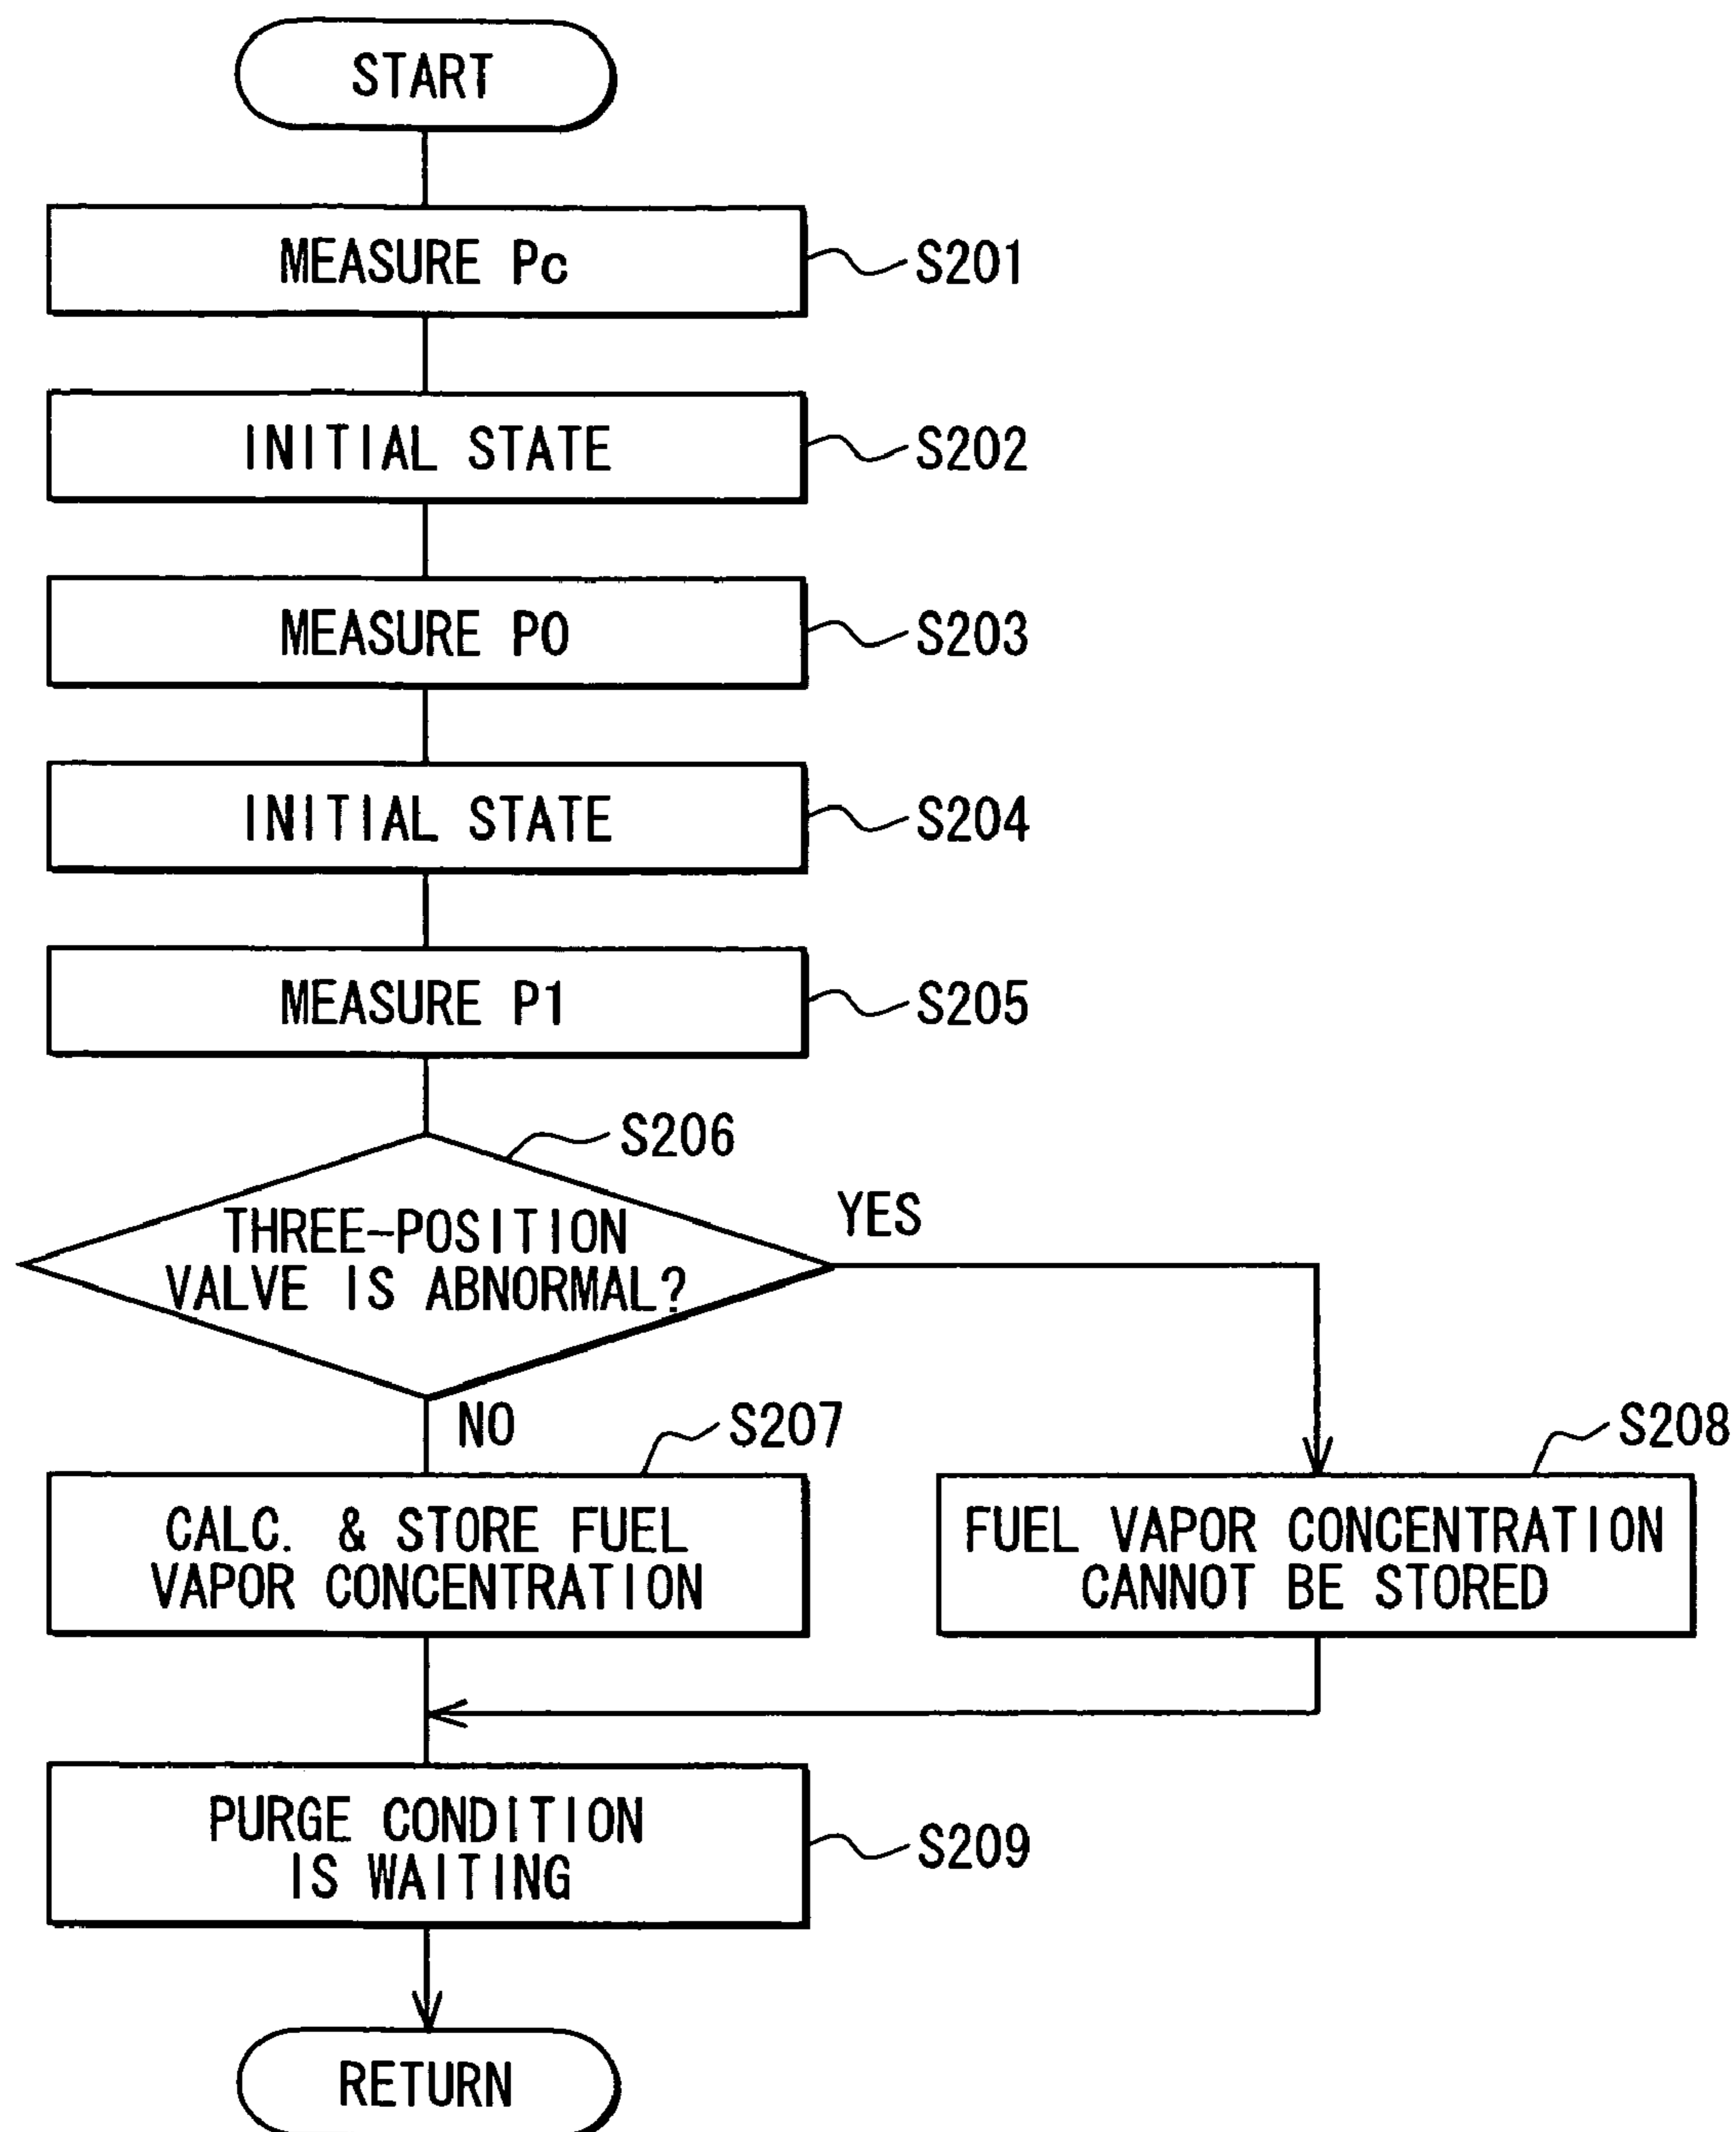 START
MEASURE Pc
S201
INITIAL STATE
S202
MEASURE P0
S203
INITIAL STATE
S204
MEASURE P1
S205
S206
THREE-POSITION
VALVE IS ABNORMAL?
YES
NO
S207
CALC. & STORE FUEL
VAPOR CONCENTRATION
S208
FUEL VAPOR CONCENTRATION
CANNOT BE STORED
PURGE CONDITION
IS WAITING
S209
RETURN